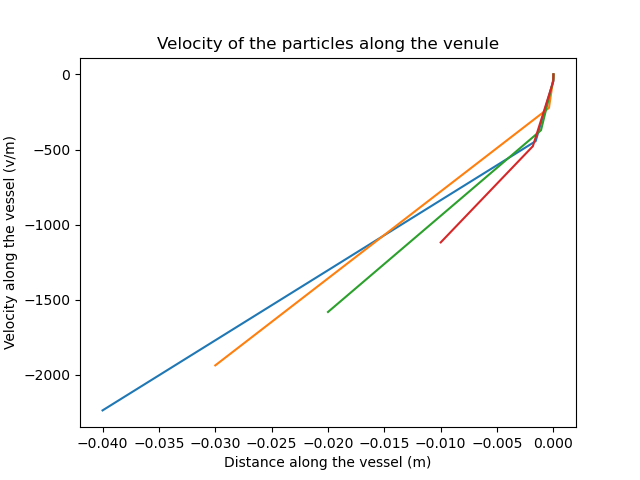 Velocity of the particles along the venule
0
−500
−1000
−1500
−2000
Velocity along the vessel (v/m)
−0.040 −0.035 −0.030 −0.025 −0.020 −0.015 −0.010 −0.005 0.000
Distance along the vessel (m)